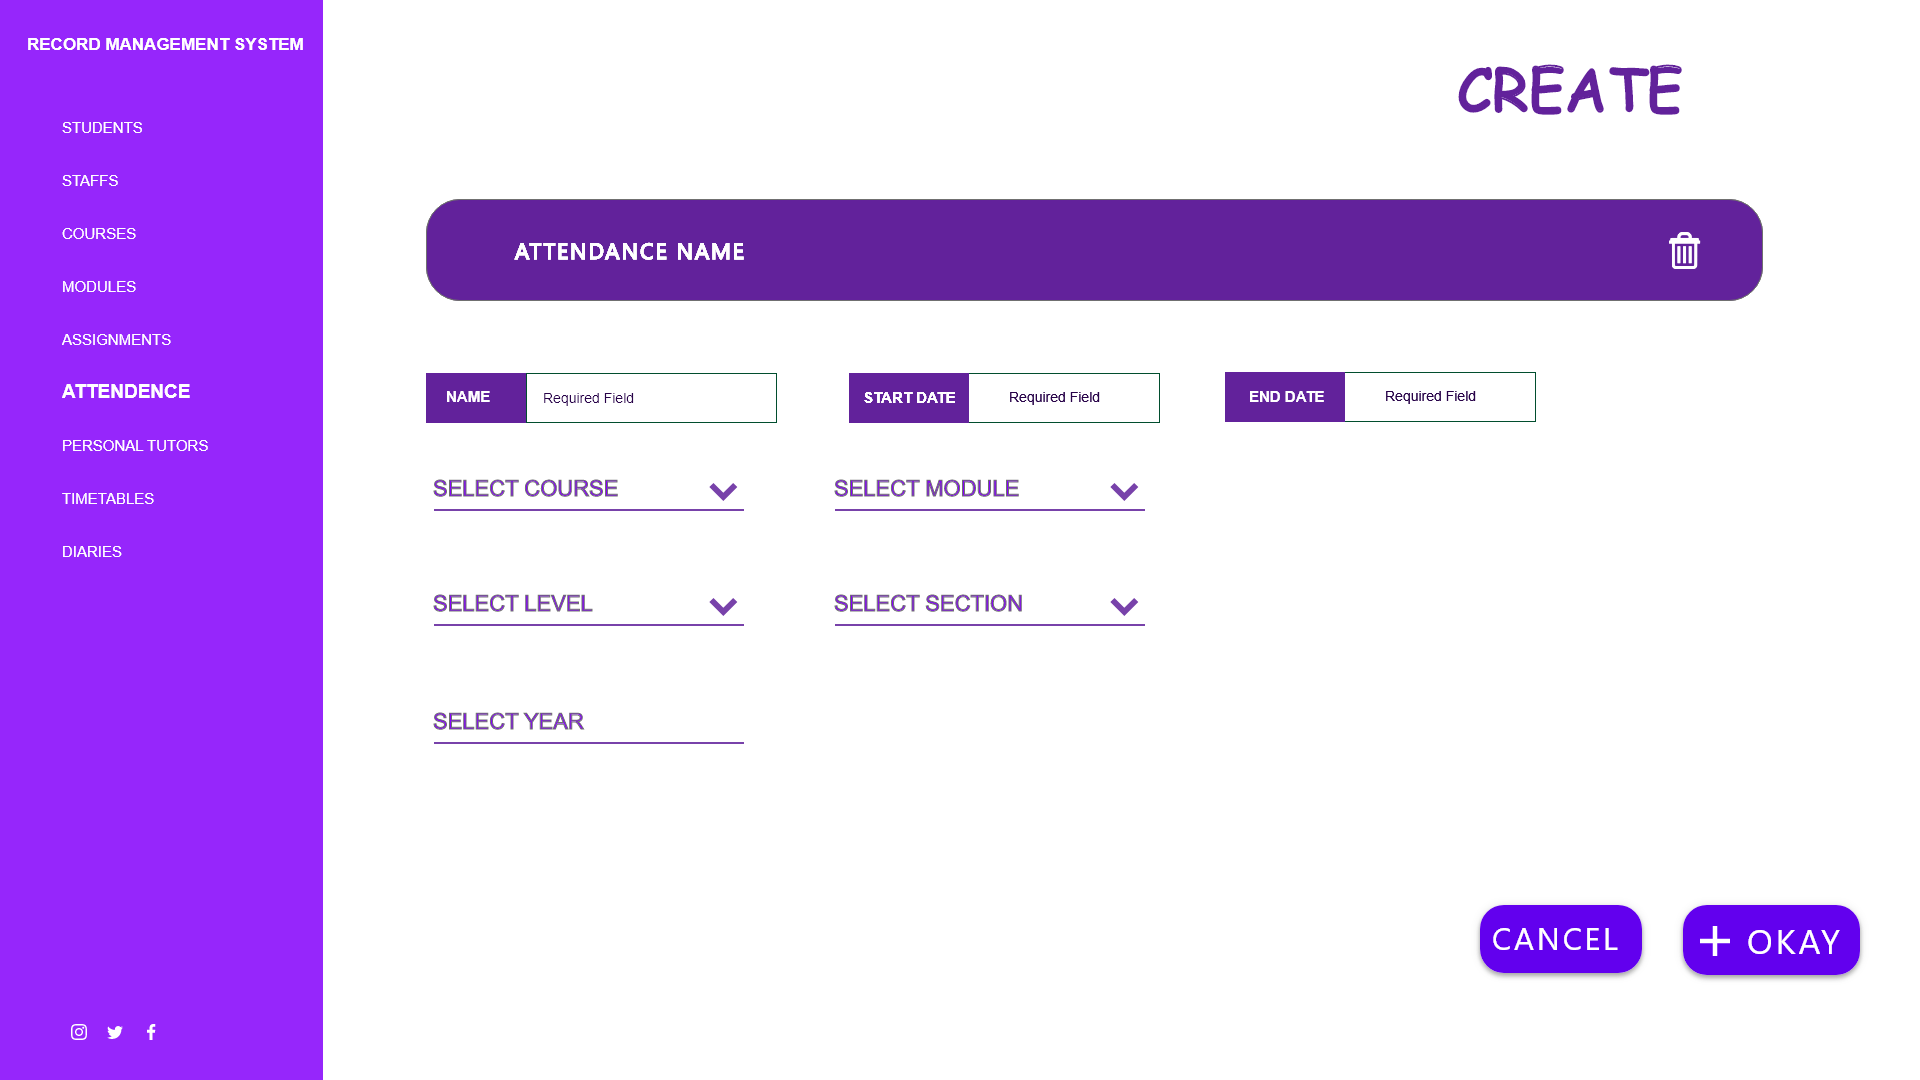 RECORD MANAGEMENT SYSTEM
STUDENTS
STAFFS
COURSES
MODULES
ASSIGNMENTS
ATTENDENCE
PERSONAL TUTORS
TIMETABLES
DIARIES
CREATE
ATTENDANCE NAME
NAME Required Field START DATE Required Field END DATE Required Field
SELECT COURSE SELECT MODULE
SELECT LEVEL SELECT SECTION
SELECT YEAR
CANCEL + OKAY